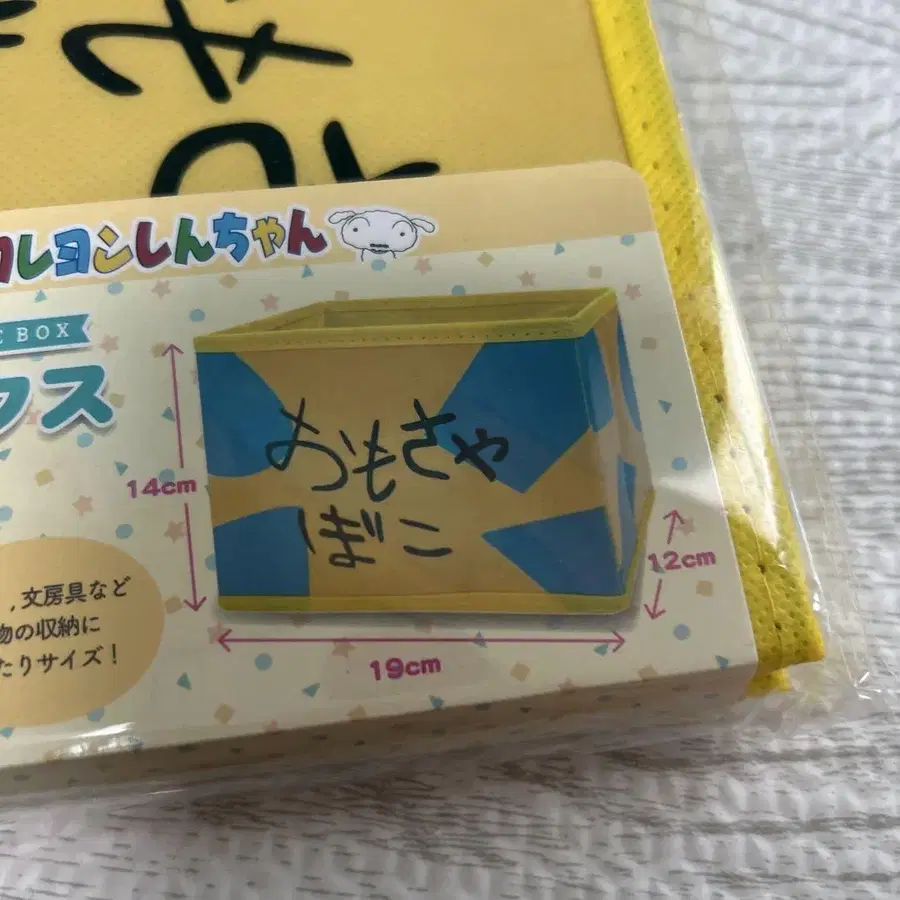 レヨンしんちゃん
C BOX
クス
14cm
おもちゃ
ばこ
12cm
19cm
,文房具など
物の収納に
たりサイズ！